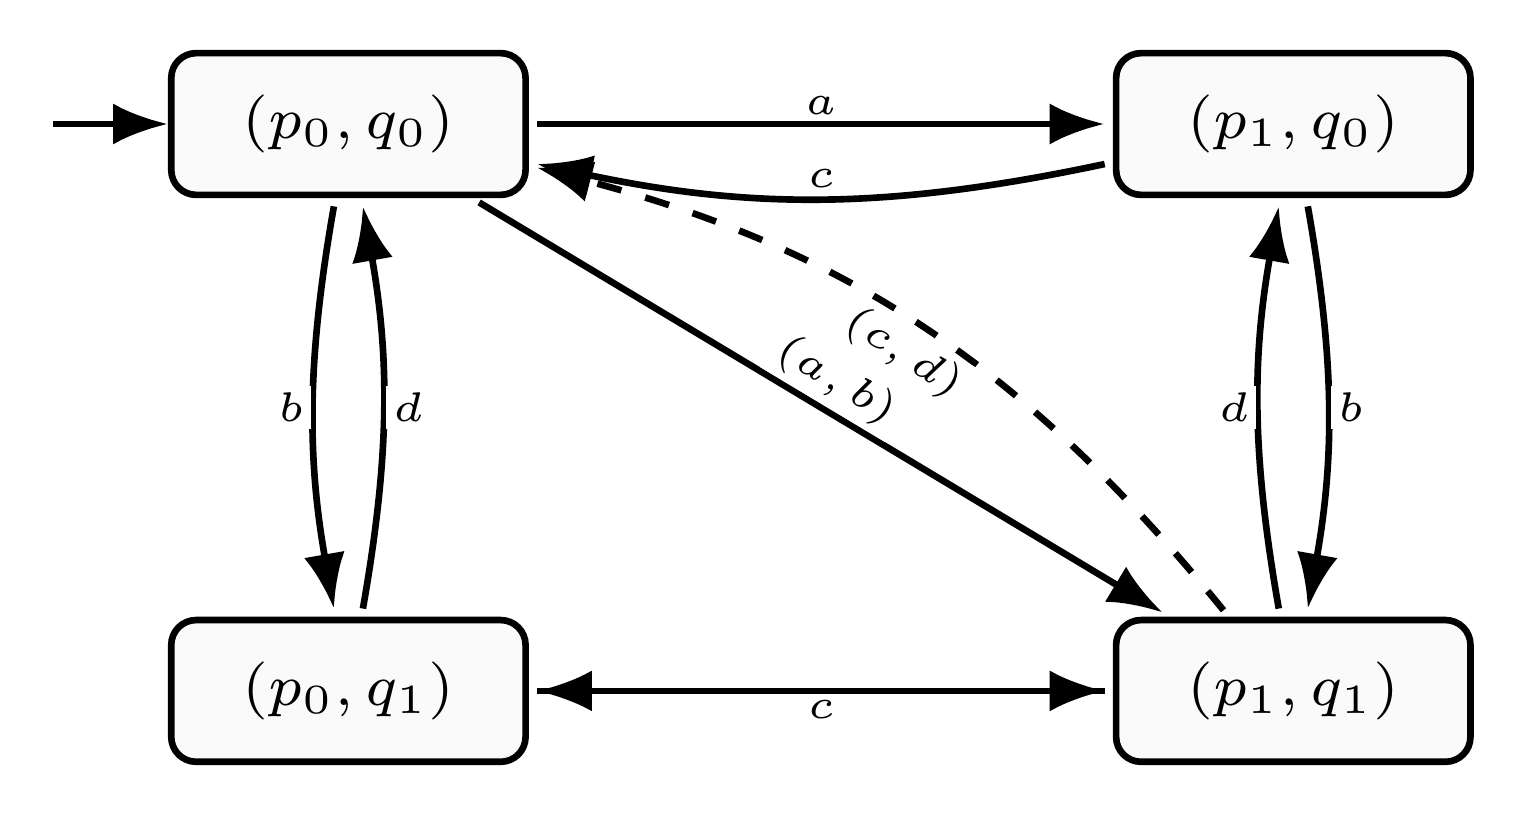 (p₀, q₀)
a
(p₁, q₀)
c
(c, d)
(a, b)
b
d
d
b
(p₀, q₁)
c
(p₁, q₁)